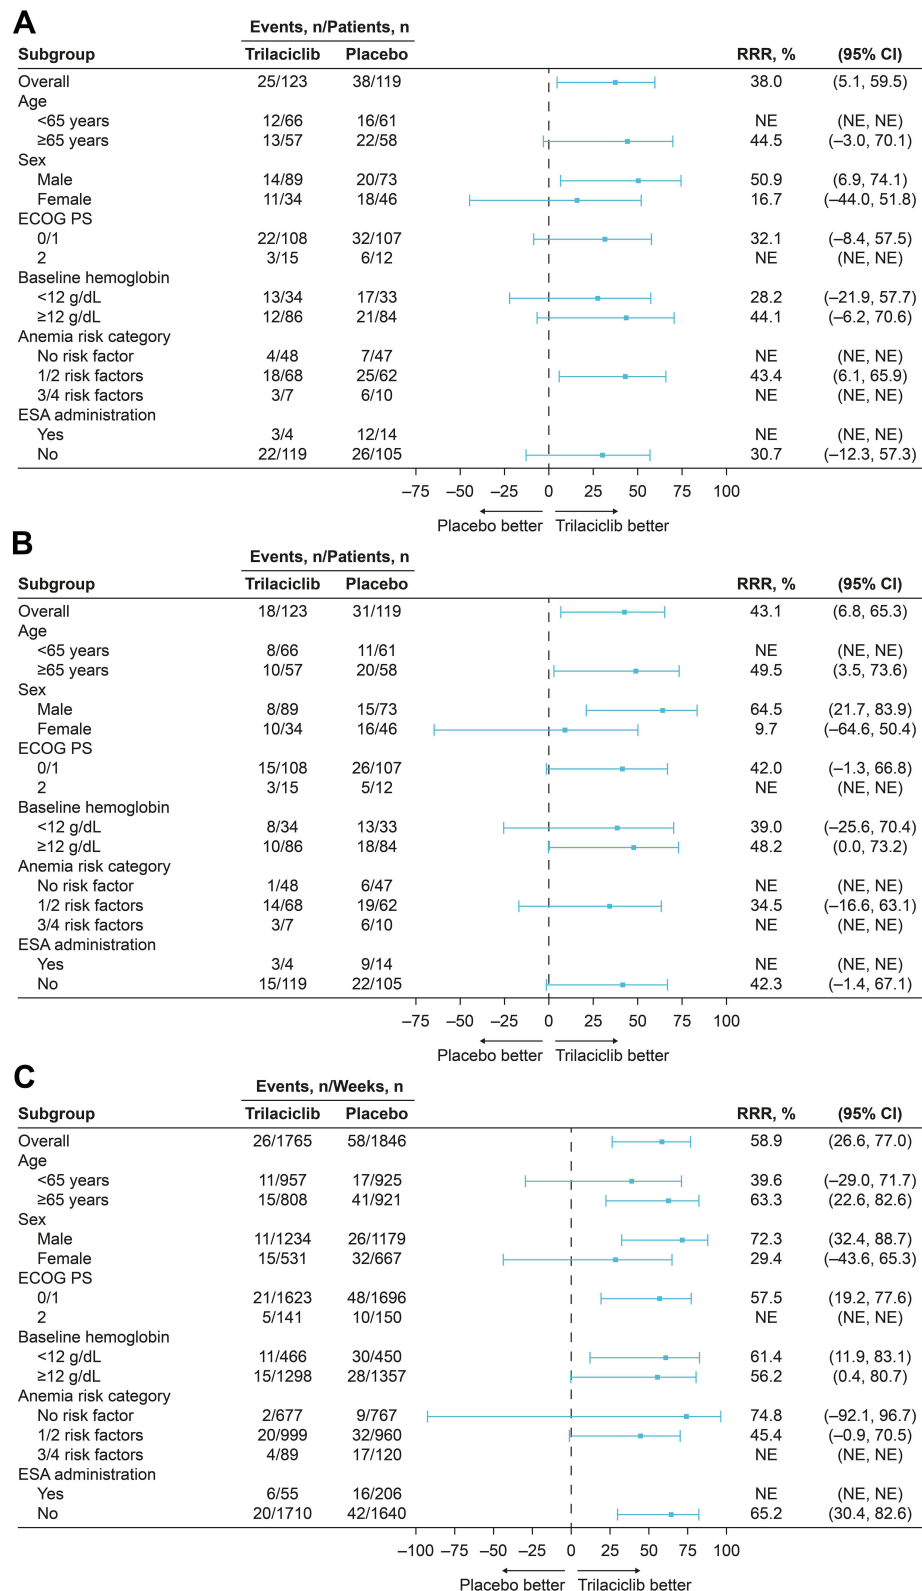 A
Events, n/Patients, n
Subgroup Trilaciclib Placebo RRR, % (95% CI)
Overall 25/123 38/119 38.0 (5.1, 59.5)
Age
<65 years 12/66 16/61 NE (NE, NE)
≥65 years 13/57 22/58 44.5 (–3.0, 70.1)
Sex
Male 14/89 20/73 50.9 (6.9, 74.1)
Female 11/34 18/46 16.7 (–44.0, 51.8)
ECOG PS
0/1 22/108 32/107 32.1 (–8.4, 57.5)
2 3/15 6/12 NE (NE, NE)
Baseline hemoglobin
<12 g/dL 13/34 17/33 28.2 (–21.9, 57.7)
≥12 g/dL 12/86 21/84 44.1 (–6.2, 70.6)
Anemia risk category
No risk factor 4/48 7/47 NE (NE, NE)
1/2 risk factors 18/68 25/62 43.4 (6.1, 65.9)
3/4 risk factors 3/7 6/10 NE (NE, NE)
ESA administration
Yes 3/4 12/14 NE (NE, NE)
No 22/119 26/105 30.7 (–12.3, 57.3)
–75 –50 –25 0 25 50 75 100
Placebo better Trilaciclib better
B
Events, n/Patients, n
Subgroup Trilaciclib Placebo RRR, % (95% CI)
Overall 18/123 31/119 43.1 (6.8, 65.3)
Age
<65 years 8/66 11/61 NE (NE, NE)
≥65 years 10/57 20/58 49.5 (3.5, 73.6)
Sex
Male 8/89 15/73 64.5 (21.7, 83.9)
Female 10/34 16/46 9.7 (–64.6, 50.4)
ECOG PS
0/1 15/108 26/107 42.0 (–1.3, 66.8)
2 3/15 5/12 NE (NE, NE)
Baseline hemoglobin
<12 g/dL 8/34 13/33 39.0 (–25.6, 70.4)
≥12 g/dL 10/86 18/84 48.2 (0.0, 73.2)
Anemia risk category
No risk factor 1/48 6/47 NE (NE, NE)
1/2 risk factors 14/68 19/62 34.5 (–16.6, 63.1)
3/4 risk factors 3/7 6/10 NE (NE, NE)
ESA administration
Yes 3/4 9/14 NE (NE, NE)
No 15/119 22/105 42.3 (–1.4, 67.1)
–75 –50 –25 0 25 50 75 100
Placebo better Trilaciclib better
C
Events, n/Weeks, n
Subgroup Trilaciclib Placebo RRR, % (95% CI)
Overall 26/1765 58/1846 58.9 (26.6, 77.0)
Age
<65 years 11/957 17/925 39.6 (–29.0, 71.7)
≥65 years 15/808 41/921 63.3 (22.6, 82.6)
Sex
Male 11/1234 26/1179 72.3 (32.4, 88.7)
Female 15/531 32/667 29.4 (–43.6, 65.3)
ECOG PS
0/1 21/1623 48/1696 57.5 (19.2, 77.6)
2 5/141 10/150 NE (NE, NE)
Baseline hemoglobin
<12 g/dL 11/466 30/450 61.4 (11.9, 83.1)
≥12 g/dL 15/1298 28/1357 56.2 (0.4, 80.7)
Anemia risk category
No risk factor 2/677 9/767 74.8 (–92.1, 96.7)
1/2 risk factors 20/999 32/960 45.4 (–0.9, 70.5)
3/4 risk factors 4/89 17/120 NE (NE, NE)
ESA administration
Yes 6/55 16/206 NE (NE, NE)
No 20/1710 42/1640 65.2 (30.4, 82.6)
–100 –75 –50 –25 0 25 50 75 100
Placebo better Trilaciclib better